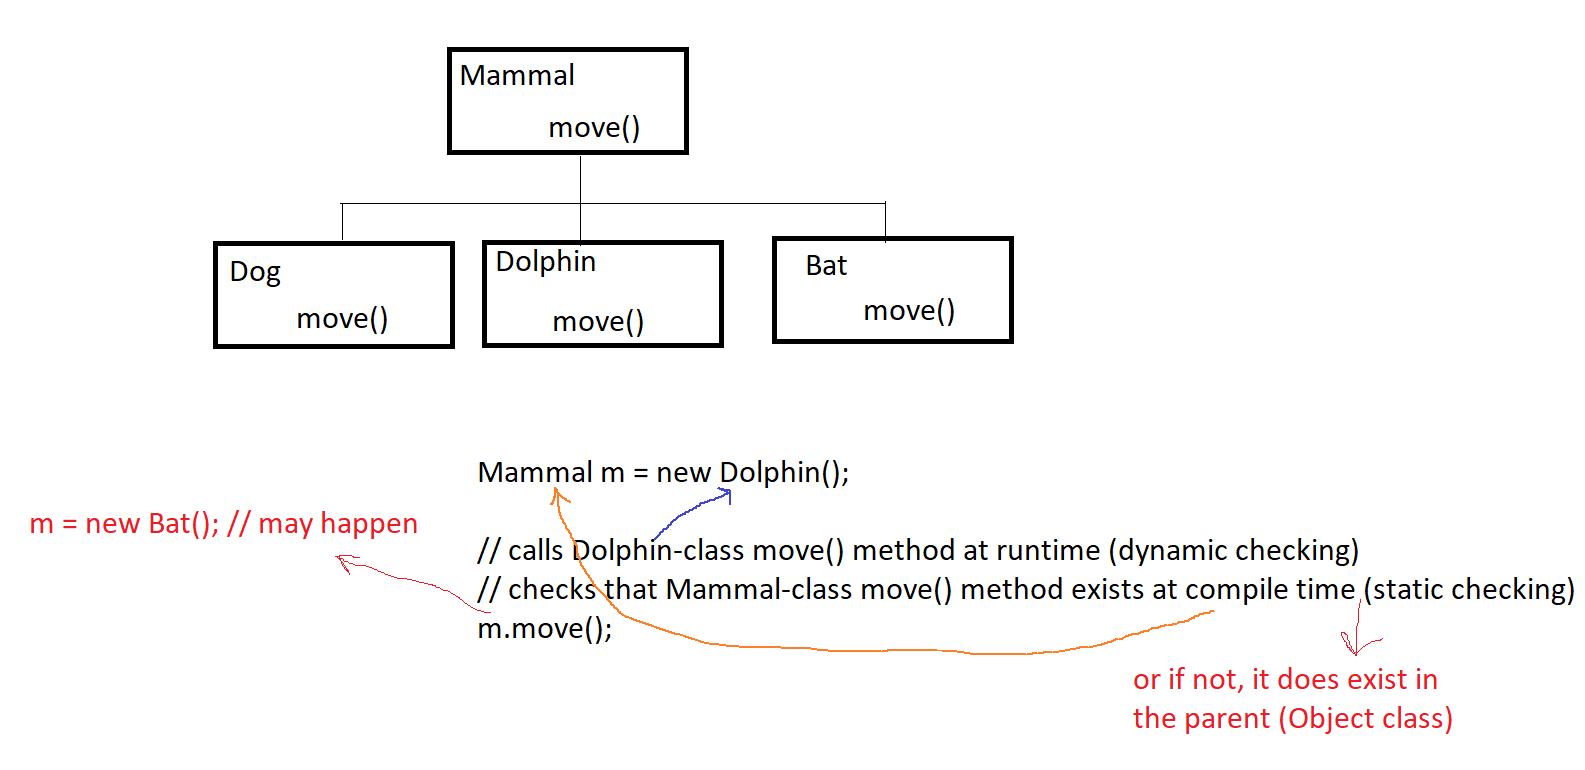 Mammal
move()
Dog
move()
Dolphin
move()
Bat
move()
Mammal m = new Dolphin();
m = new Bat(); // may happen
// calls Dolphin-class move() method at runtime (dynamic checking)
// checks that Mammal-class move() method exists at compile time (static checking)
m.move();
or if not, it does exist in
the parent (Object class)